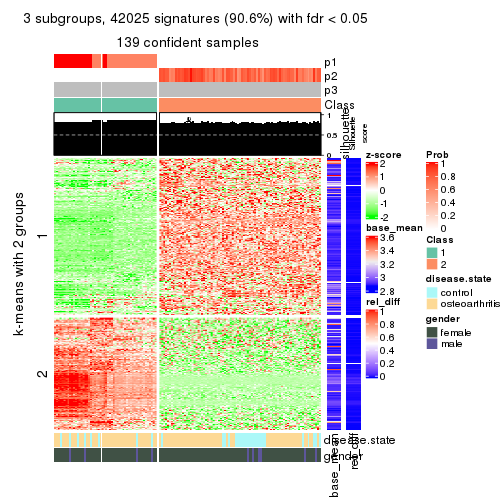 3 subgroups, 42025 signatures (90.6%) with fdr < 0.05
139 confident samples
p1
p2
p3
Class
1
0.5
0
silhouette
Silhouette
score
k-means with 2 groups
1
2
z-score
2
1
0
-1
-2
base_mean
3.6
3.4
3.2
3
2.8
rel_diff
1
0.8
0.6
0.4
0.2
0
Prob
1
0.8
0.6
0.4
0.2
0
Class
1
2
disease.state
control
osteoarthritis
gender
female
male
disease.state
gender
base_mean
rel_diff